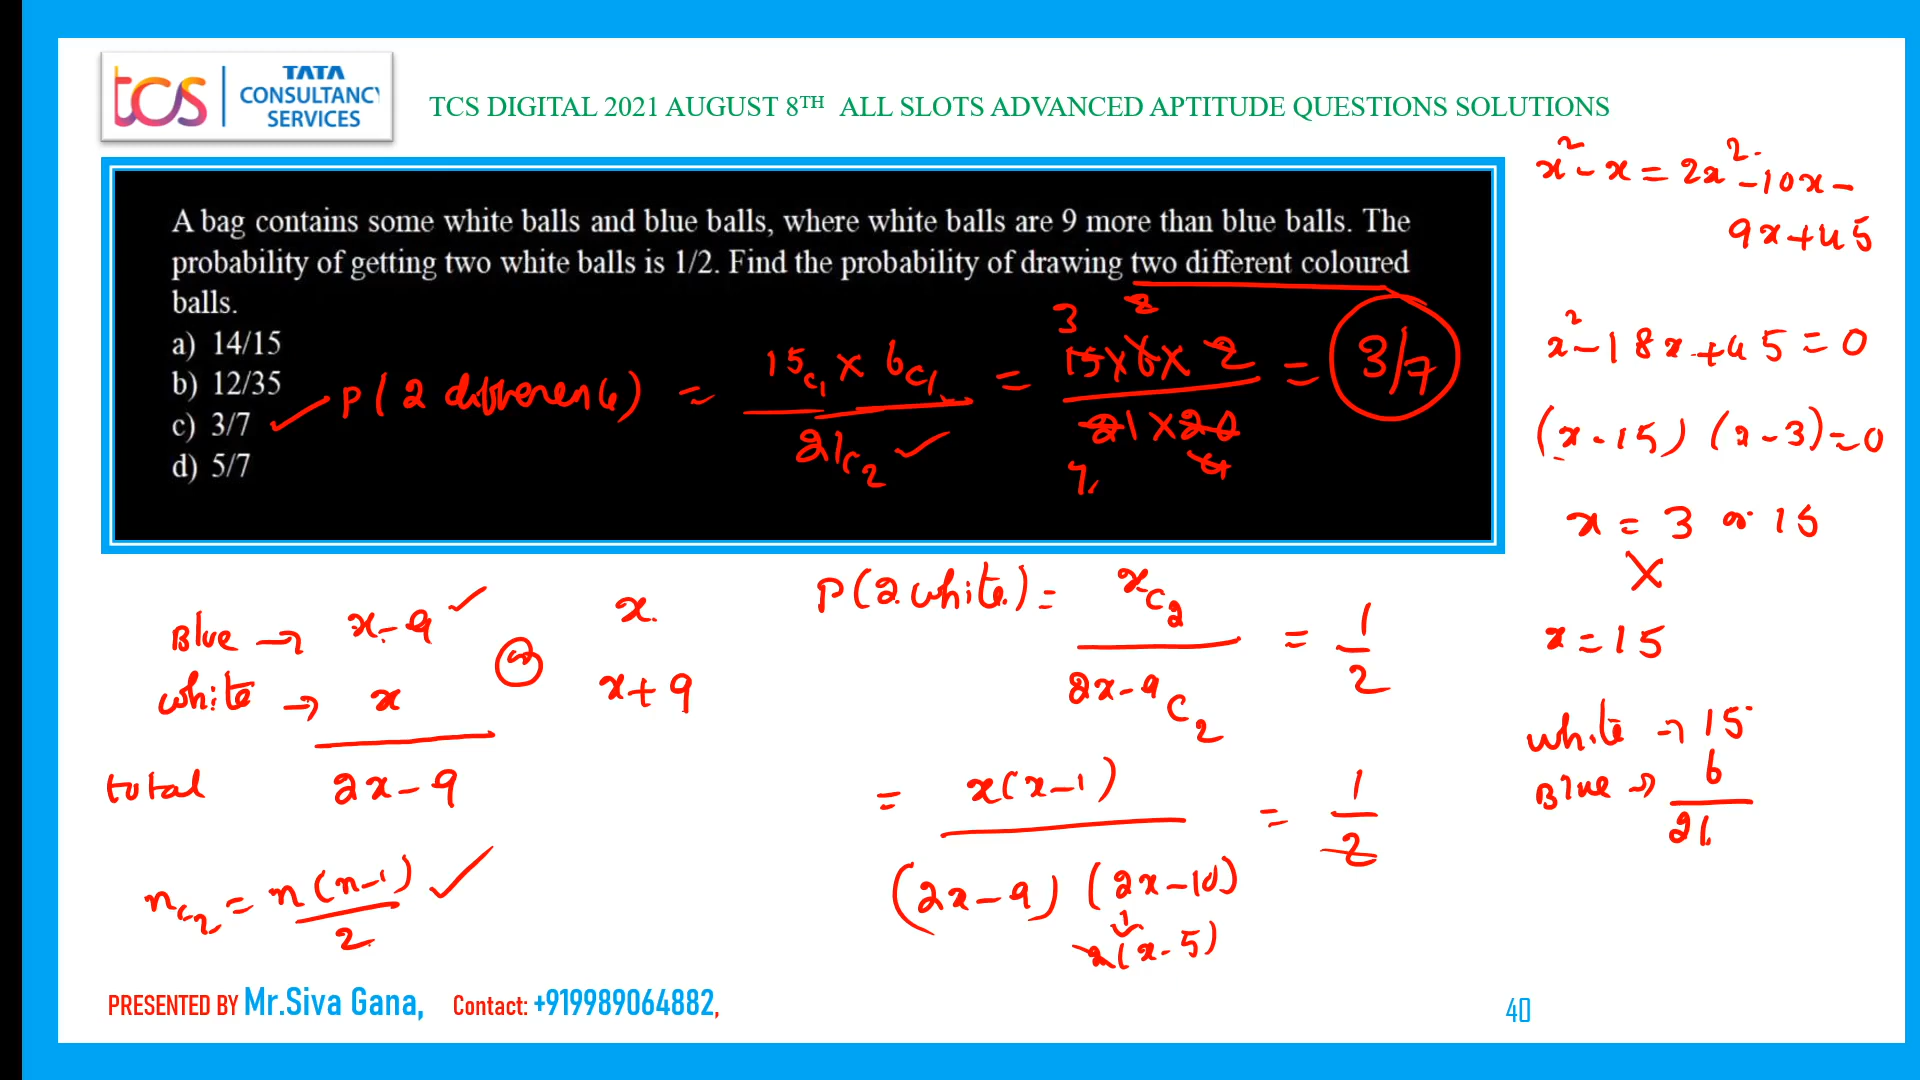 tcs TATA CONSULTANCY SERVICES
TCS DIGITAL 2021 AUGUST 8TH ALL SLOTS ADVANCED APTITUDE QUESTIONS SOLUTIONS
A bag contains some white balls and blue balls, where white balls are 9 more than blue balls. The
probability of getting two white balls is 1/2. Find the probability of drawing two different coloured
balls.
a) 14/15
b) 12/35
c) 3/7
d) 5/7
P(2 different) = 15C1 × 6C1 / 21C2 = 15×6×2 / 21×20 = 3/7
3 2
7 4
Blue → x-9
white → x
total 2x-9
x
x+9
nC2 = n(n-1)/2
P(2 white) = xC2 / 2x-9C2 = 1/2
= x(x-1) / (2x-9)(2x-10) = 1/2
2(x-5)
x²-x = 2x²-10x-
9x+45
x²-18x+45=0
(x-15)(x-3)=0
x = 3 or 15
x=15
white → 15
Blue → 6
21
PRESENTED BY Mr.Siva Gana, Contact: +919989064882,
40